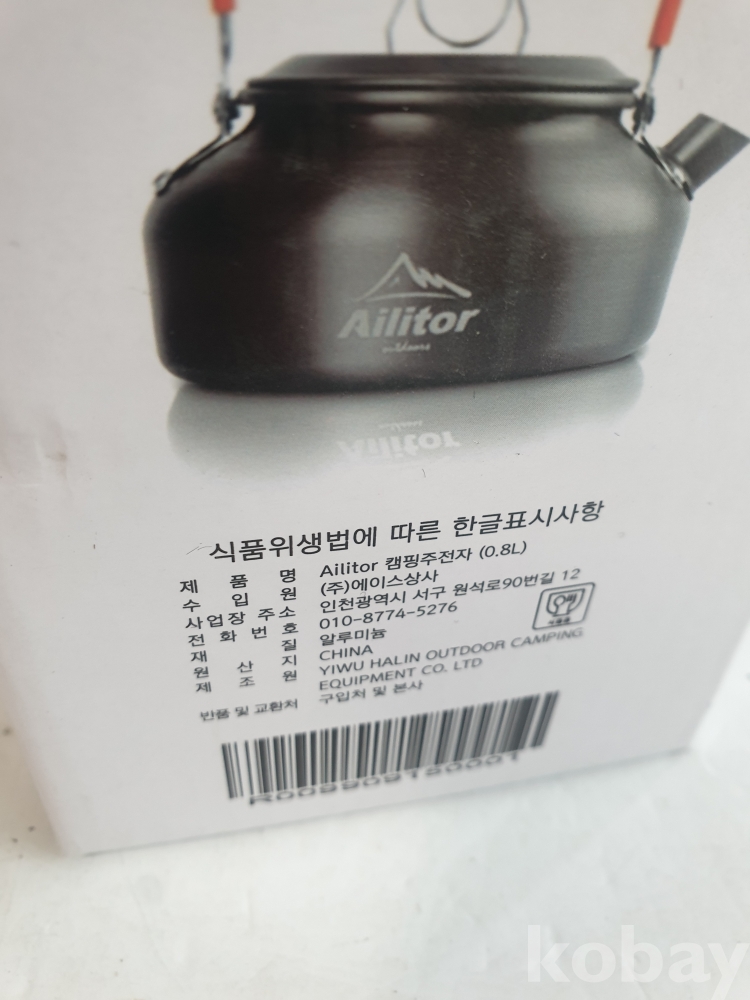 Ailitor
outdoors
식품위생법에 따른 한글표시사항
제 품 명 Ailitor 캠핑주전자 (0.8L)
수 입 원 (주)에이스상사
사업장 주소 인천광역시 서구 원석로90번길 12
전 화 번 호 010-8774-5276
재 질 알루미늄
원 산 지 CHINA
제 조 원 YIWU HALIN OUTDOOR CAMPING
EQUIPMENT CO. LTD
반품 및 교환처 구입처 및 본사
kobay